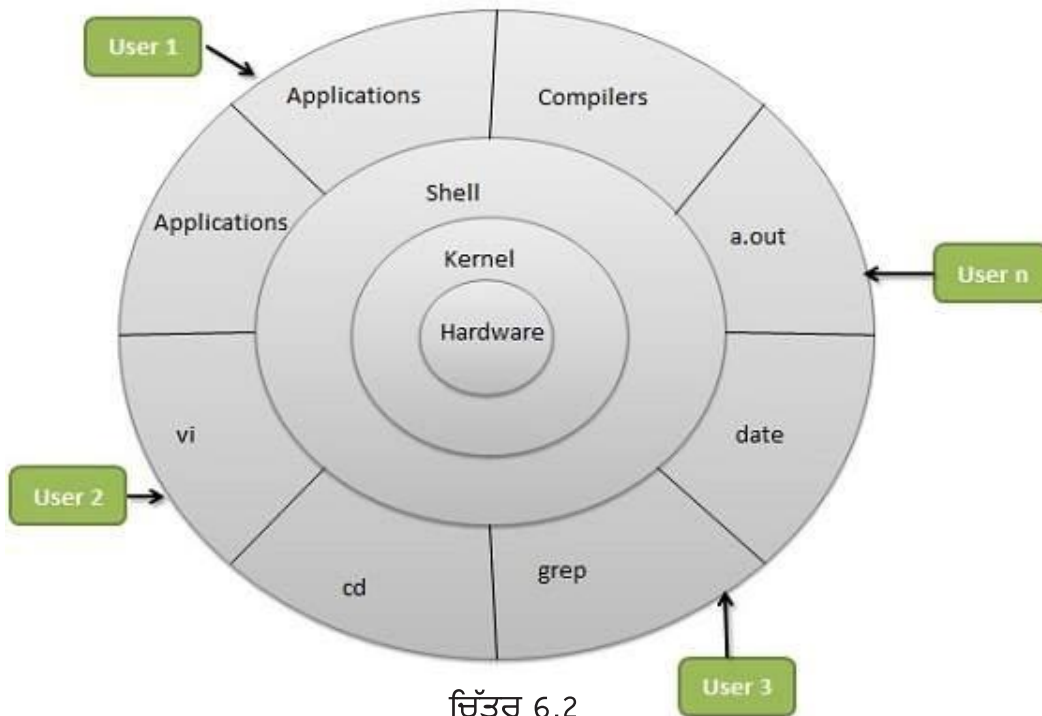 User 1
Applications
Compilers
Shell
Applications
a.out
Kernel
User n
Hardware
vi
date
User 2
grep
cd
User 3
ਚਿੱਤਰ 6.2